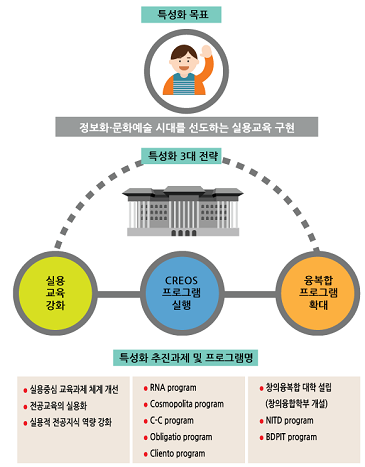 특성화 목표
정보화·문화예술 시대를 선도하는 실용교육 구현
특성화 3대 전략
실용
교육
강화
CREOS
프로그램
실행
융복합
프로그램
확대
특성화 추진과제 및 프로그램명
• 실용중심 교육과제 체계 개선
• 전공교육의 실용화
• 실용적 전공지식 역량 강화
• RNA program
• Cosmopolita program
• C-C program
• Obligatio program
• Cliento program
• 창의융복합 대학 설립
(창의융합학부 개설)
• NITD program
• BDPIT program